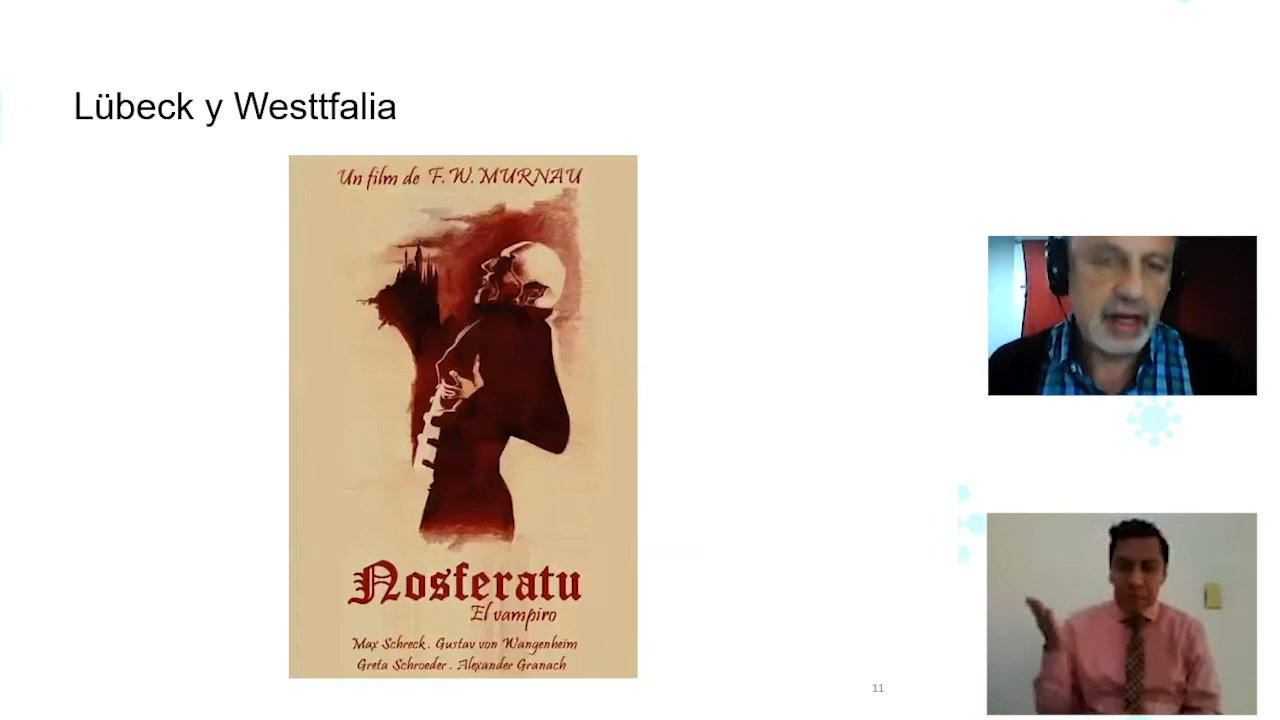 Lübeck y Westtfalia
Un film de F. W. MURNAU
Nosferatu
El vampiro
Max Schreck . Gustav von Wangenheim
Greta Schroeder . Alexander Granach
11